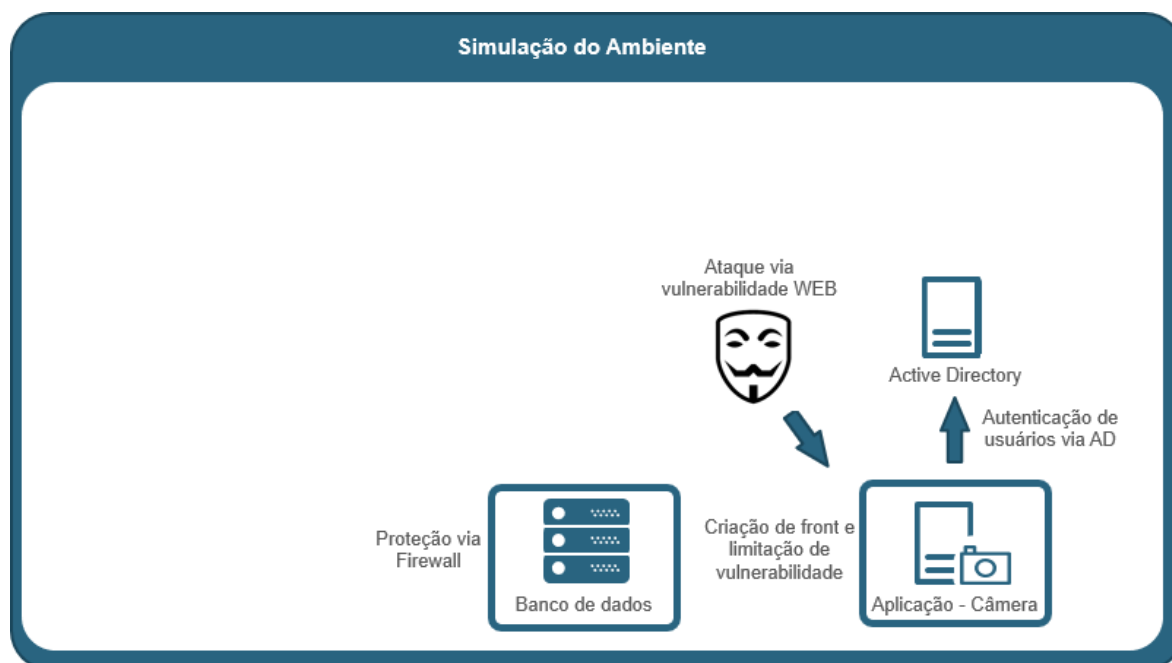 Simulação do Ambiente
Ataque via
vulnerabilidade WEB
Active Directory
Autenticação de
usuários via AD
Proteção via
Firewall
Banco de dados
Criação de front e
limitação de
vulnerabilidade
Aplicação - Câmera